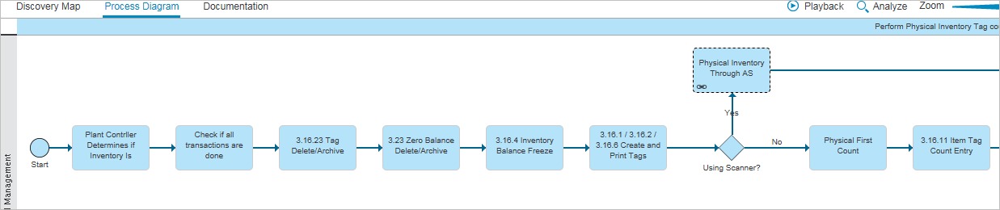 Discovery Map
Process Diagram
Documentation
Playback
Analyze
Zoom
Perform Physical Inventory Tag
Physical Inventory
Through AS
Yes
Plant Contrller
Determines if
Inventory Is
Check if all
transactions are
done
3.16.23 Tag
Delete/Archive
3.23 Zero Balance
Delete/Archive
3.16.4 Inventory
Balance Freeze
3.16.1 / 3.16.2 /
3.16.6 Create and
Print Tags
No
Physical First
Count
3.16.11 Item Tag
Count Entry
Start
Using Scanner?
Management